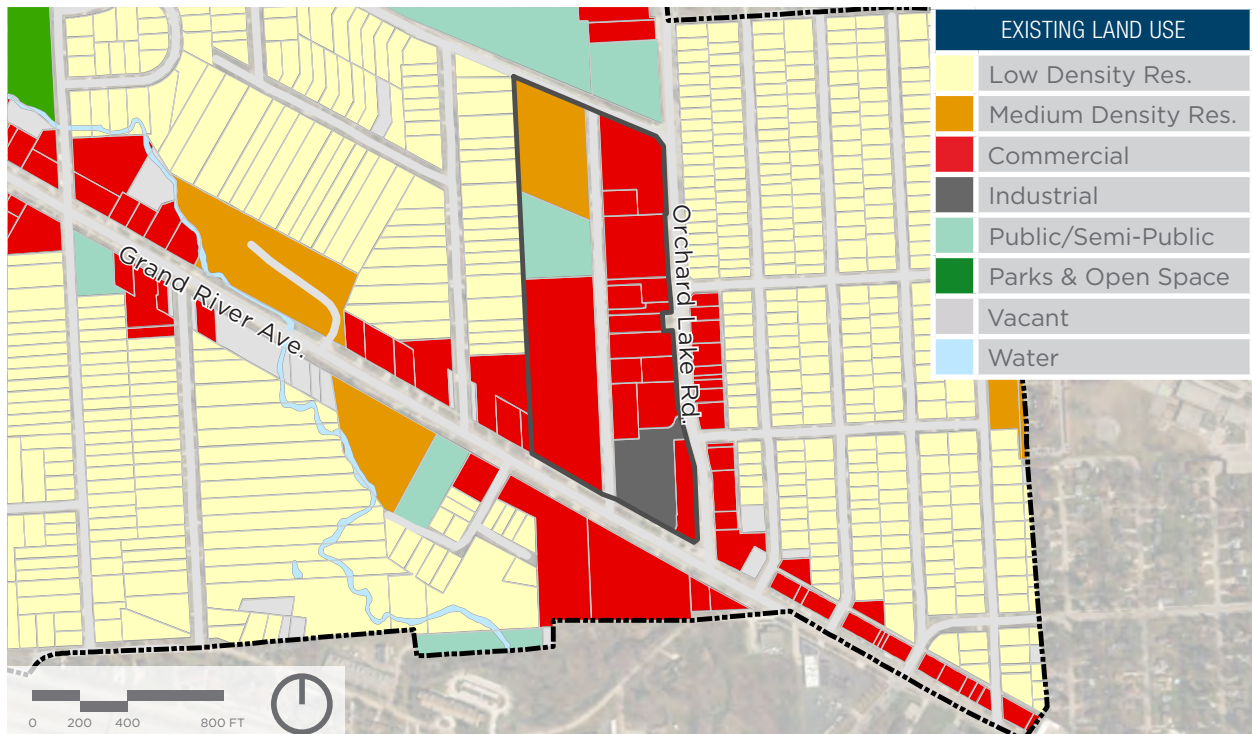 EXISTING LAND USE
Low Density Res.
Medium Density Res.
Commercial
Industrial
Public/Semi-Public
Parks & Open Space
Vacant
Water
Grand River Ave.
Orchard Lake Rd.
0 200 400 800 FT